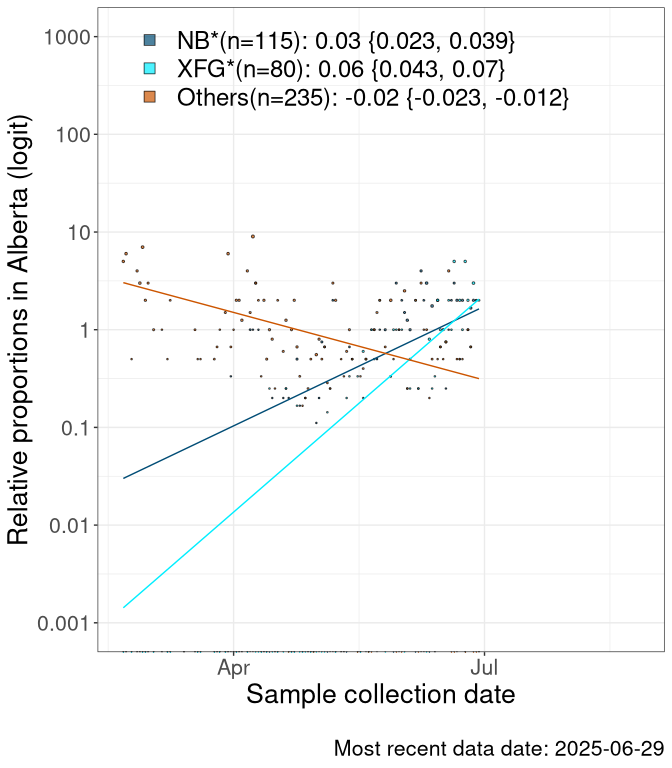 NB*(n=115): 0.03 {0.023, 0.039}
XFG*(n=80): 0.06 {0.043, 0.07}
Others(n=235): -0.02 {-0.023, -0.012}
Relative proportions in Alberta (logit)
1000
100
10
1
0.1
0.01
0.001
Apr Jul
Sample collection date
Most recent data date: 2025-06-29